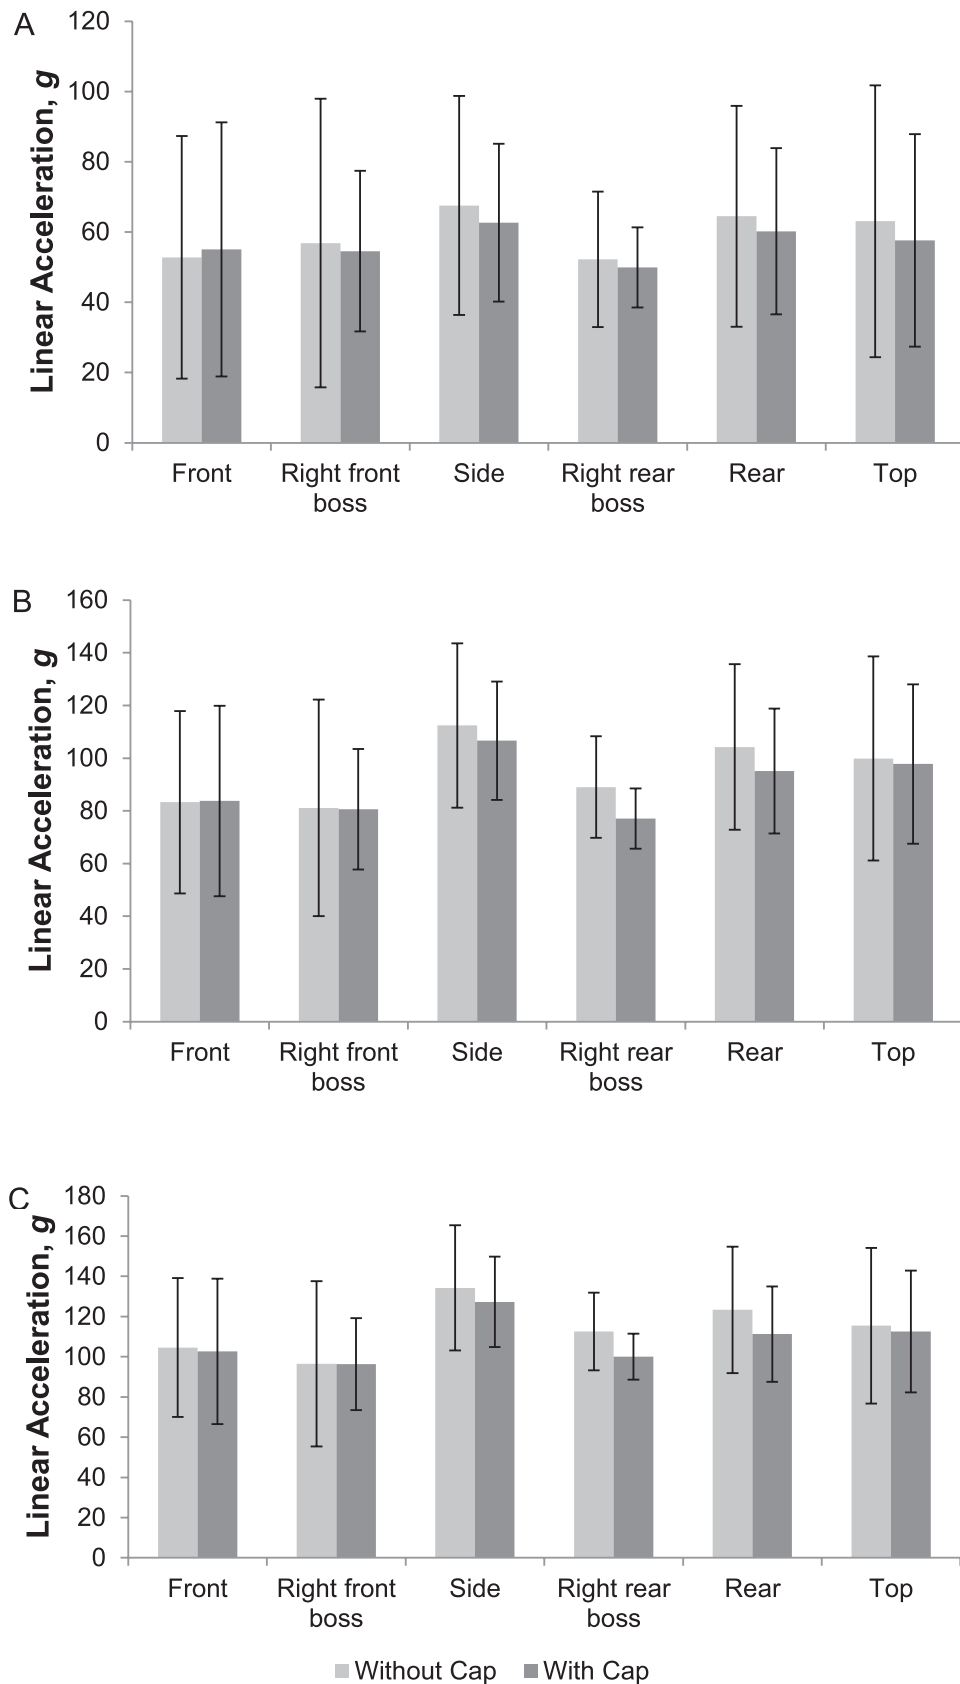 A
120
100
80
60
40
20
0
Linear Acceleration, g
Front
Right front
boss
Side
Right rear
boss
Rear
Top
B
160
140
120
100
80
60
40
20
0
Linear Acceleration, g
Front
Right front
boss
Side
Right rear
boss
Rear
Top
C
180
160
140
120
100
80
60
40
20
0
Linear Acceleration, g
Front
Right front
boss
Side
Right rear
boss
Rear
Top
Without Cap
With Cap